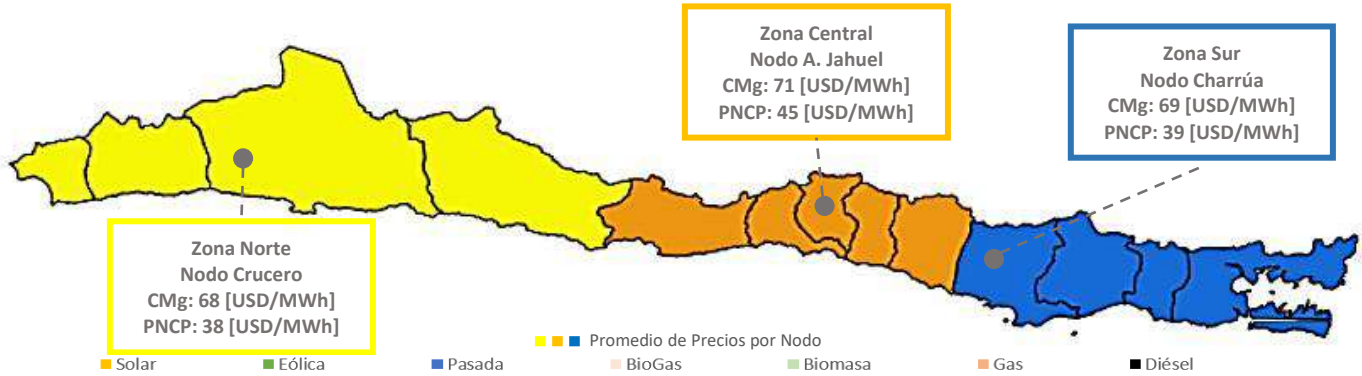 Zona Central
Nodo A. Jahuel
CMg: 71 [USD/MWh]
PNCP: 45 [USD/MWh]
Zona Sur
Nodo Charrúa
CMg: 69 [USD/MWh]
PNCP: 39 [USD/MWh]
Zona Norte
Nodo Crucero
CMg: 68 [USD/MWh]
PNCP: 38 [USD/MWh]
Promedio de Precios por Nodo
Solar Eólica Pasada BioGas Biomasa Gas Diésel